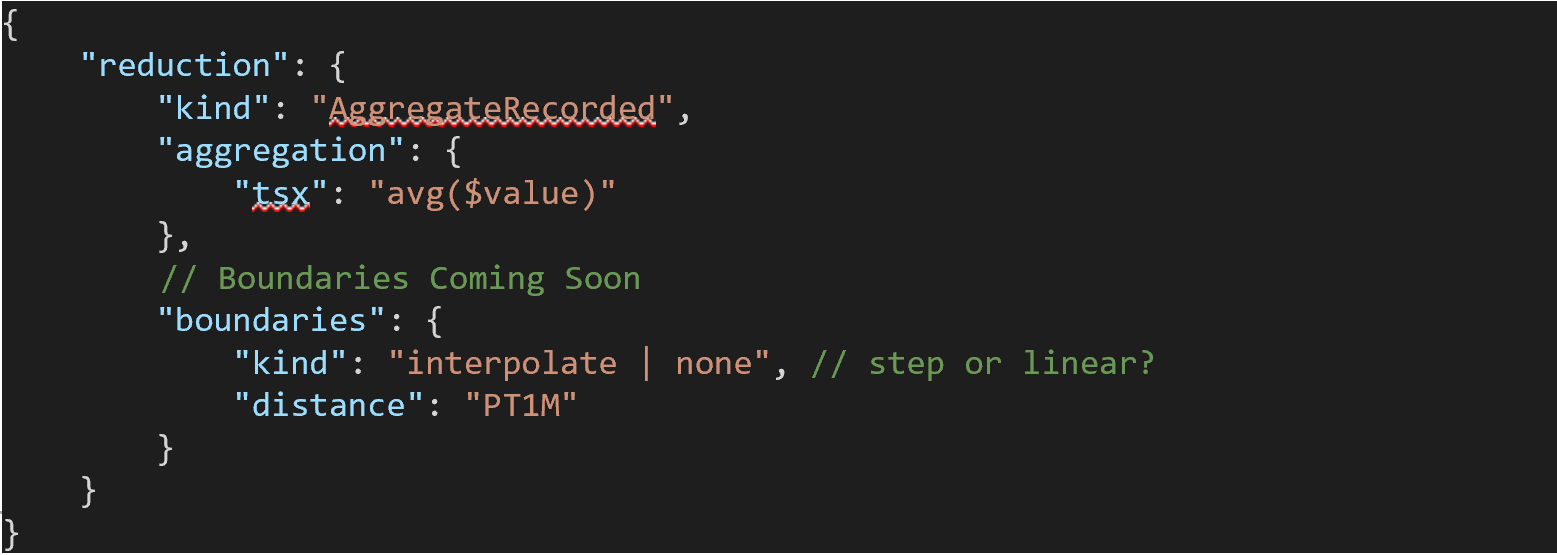 {
    "reduction": {
        "kind": "AggregateRecorded",
        "aggregation": {
            "tsx": "avg($value)"
        },
        // Boundaries Coming Soon
        "boundaries": {
            "kind": "interpolate | none", // step or linear?
            "distance": "PT1M"
        }
    }
}